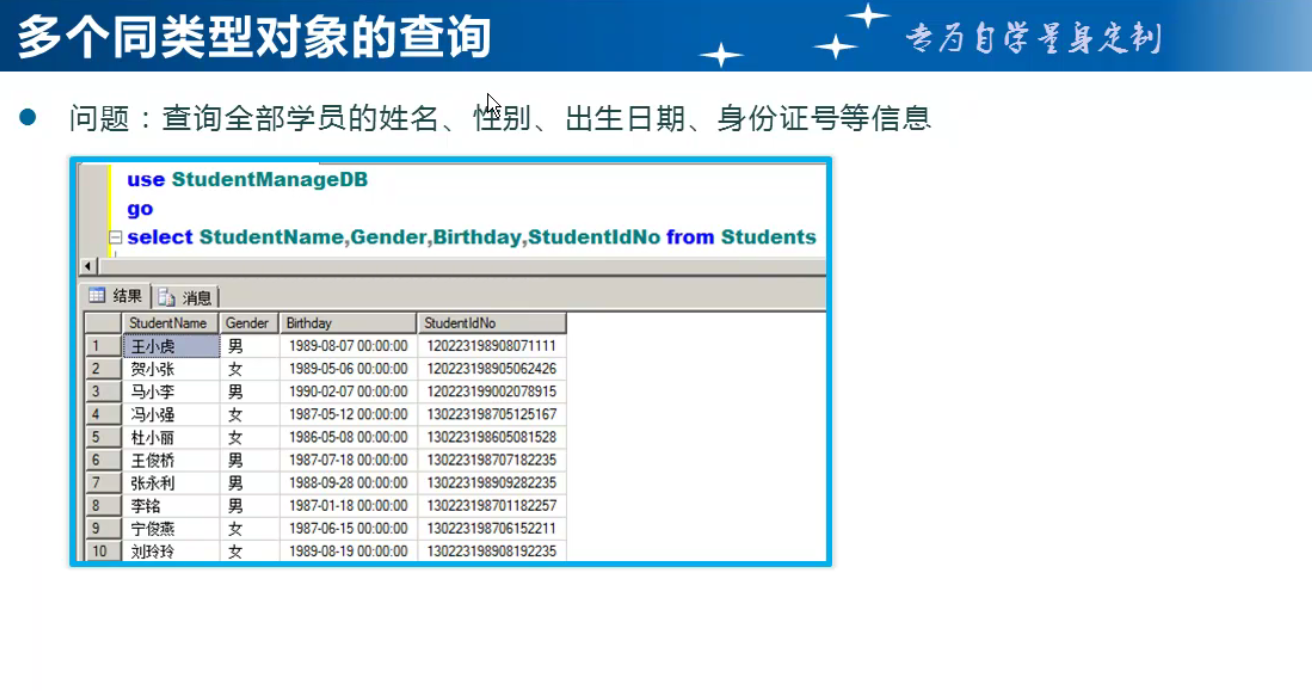 多个同类型对象的查询
专为自学量身定制
问题：查询全部学员的姓名、性别、出生日期、身份证号等信息
use StudentManageDB
go
select StudentName,Gender,Birthday,StudentIdNo from Students
结果 消息
StudentName Gender Birthday StudentIdNo
1 王小虎 男 1989-08-07 00:00:00 120223198908071111
2 贺小张 女 1989-05-06 00:00:00 120223198905062426
3 马小李 男 1990-02-07 00:00:00 120223199002078915
4 冯小强 女 1987-05-12 00:00:00 130223198705125167
5 杜小丽 女 1986-05-08 00:00:00 130223198605081528
6 王俊桥 男 1987-07-18 00:00:00 130223198707182235
7 张永利 男 1988-09-28 00:00:00 130223198909282235
8 李铭 男 1987-01-18 00:00:00 130223198701182257
9 宁俊燕 女 1987-06-15 00:00:00 130223198706152211
10 刘玲玲 女 1989-08-19 00:00:00 130223198908192235